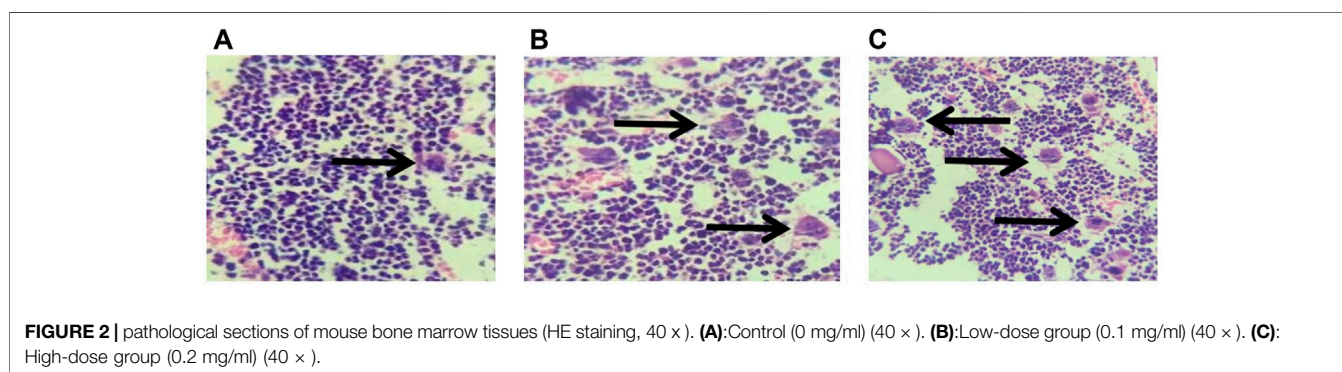 A B C
FIGURE 2 | pathological sections of mouse bone marrow tissues (HE staining, 40 x). (A):Control (0 mg/ml) (40 ×). (B):Low-dose group (0.1 mg/ml) (40 ×). (C):
High-dose group (0.2 mg/ml) (40 ×).